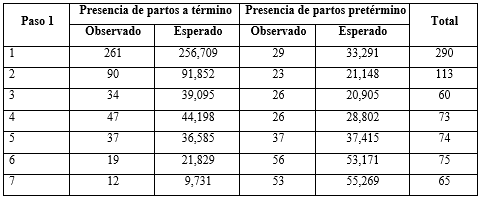 Paso 1 Presencia de partos a término Presencia de partos pretérmino Total
Observado Esperado Observado Esperado
1 261 256,709 29 33,291 290
2 90 91,852 23 21,148 113
3 34 39,095 26 20,905 60
4 47 44,198 26 28,802 73
5 37 36,585 37 37,415 74
6 19 21,829 56 53,171 75
7 12 9,731 53 55,269 65